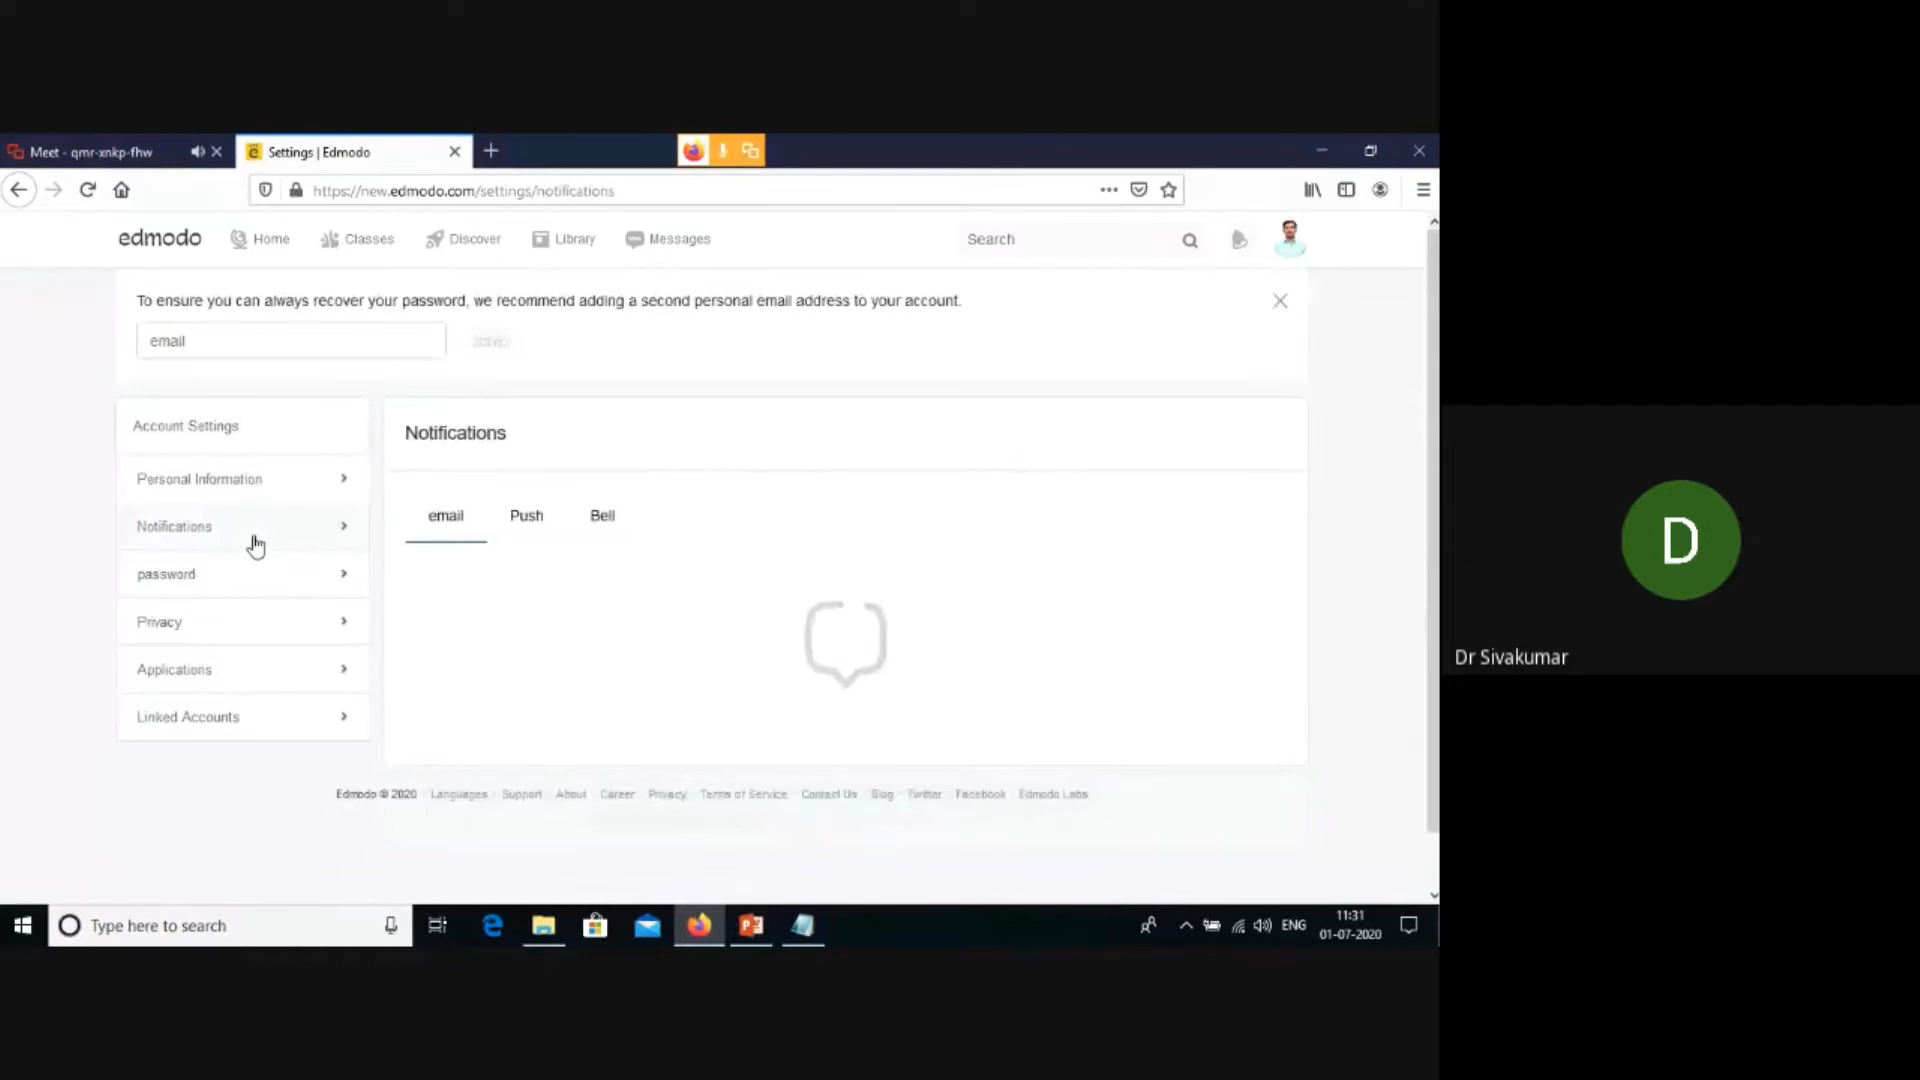 Meet - qmr-xnkp-fhw
Settings | Edmodo
https://new.edmodo.com/settings/notifications
edmodo Home Classes Discover Library Messages Search
To ensure you can always recover your password, we recommend adding a second personal email address to your account.
email
Account Settings
Personal Information
Notifications
password
Privacy
Applications
Linked Accounts
Notifications
email Push Bell
Edmodo © 2020 Languages Support About Career Privacy Terms of Service Contact Us Blog Twitter Facebook Edmodo Labs
Type here to search
ENG
11:31
01-07-2020
D
Dr Sivakumar